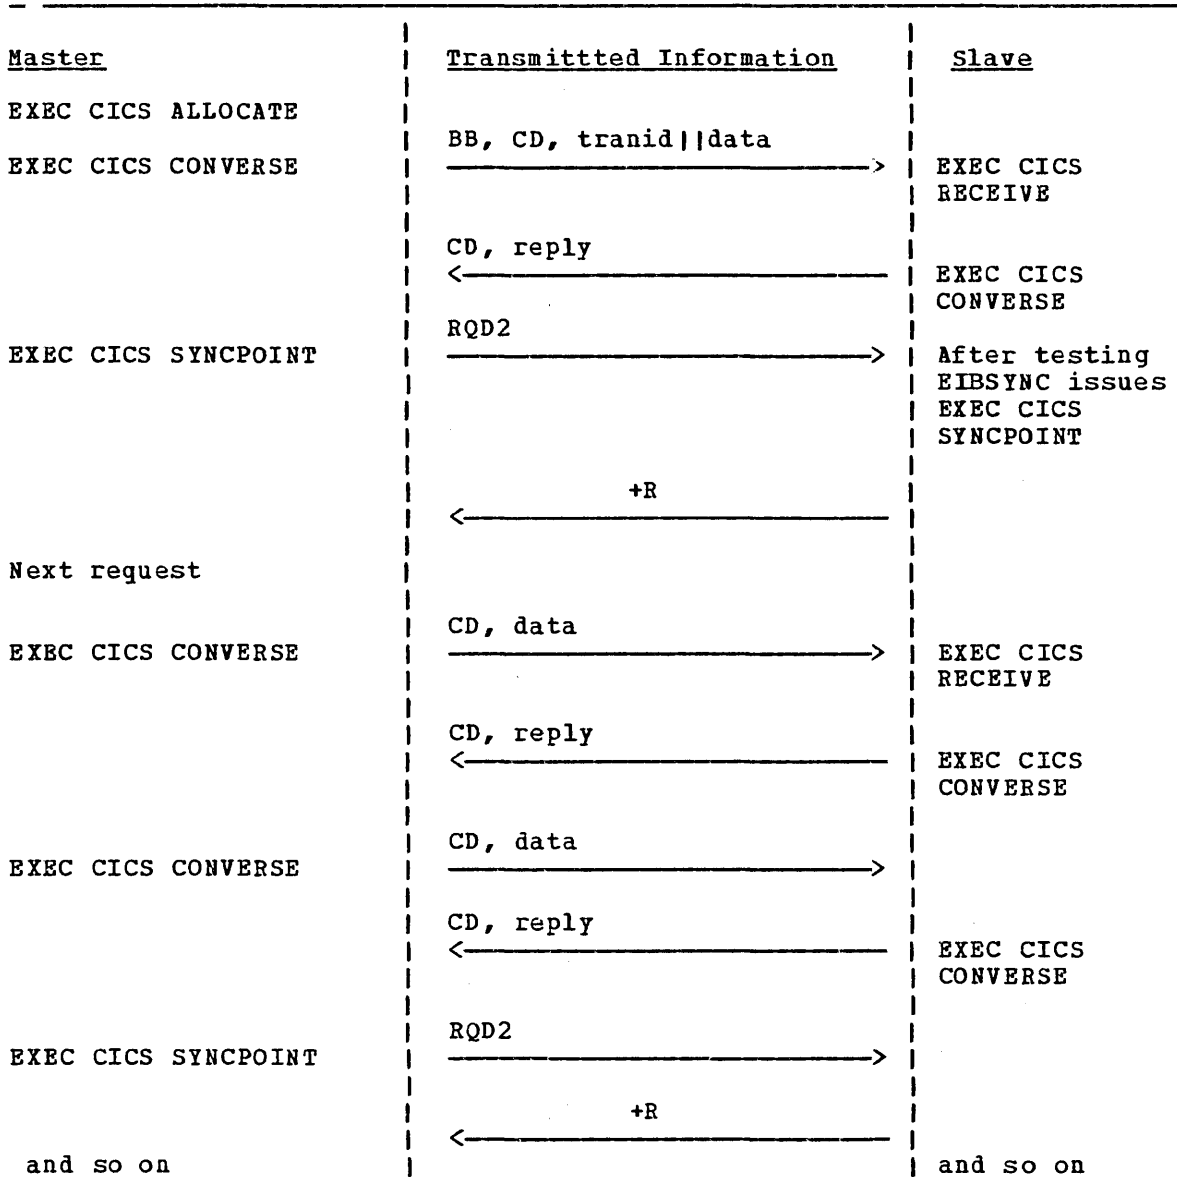 Master Transmittted Information Slave
EXEC CICS ALLOCATE
BB, CD, tranid||data
EXEC CICS CONVERSE EXEC CICS
RECEIVE
CD, reply
EXEC CICS
CONVERSE
RQD2
EXEC CICS SYNCPOINT After testing
EIBSYNC issues
EXEC CICS
SYNCPOINT
+R
Next request
CD, data
EXEC CICS CONVERSE EXEC CICS
RECEIVE
CD, reply
EXEC CICS
CONVERSE
CD, data
EXEC CICS CONVERSE
CD, reply
EXEC CICS
CONVERSE
RQD2
EXEC CICS SYNCPOINT
+R
and so on and so on